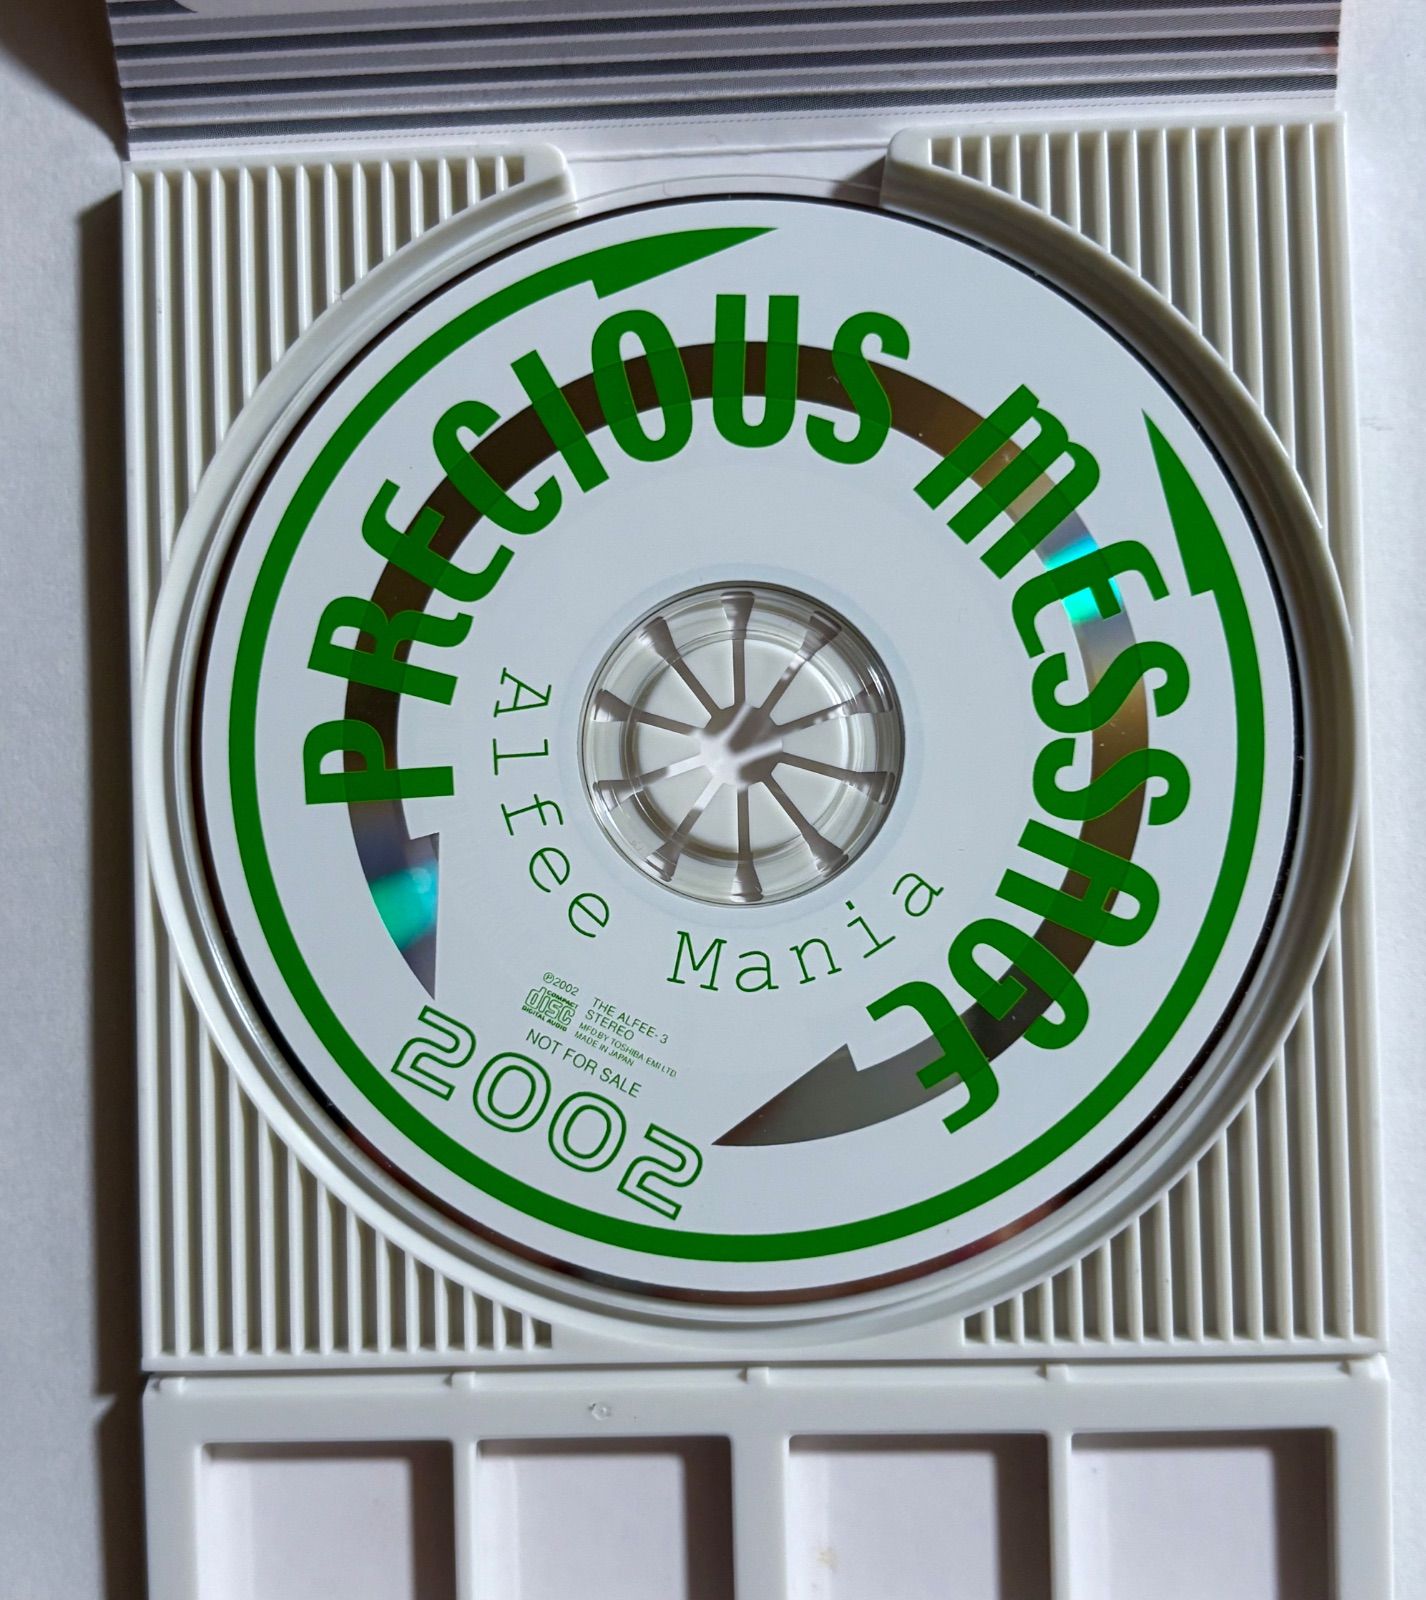 PRECIOUS MESSAGE
Alfee Mania
℗2002
COMPACT
disc
DIGITAL AUDIO
THE ALFEE-3
STEREO
MFD.BY TOSHIBA-EMI LTD.
MADE IN JAPAN
NOT FOR SALE
2002